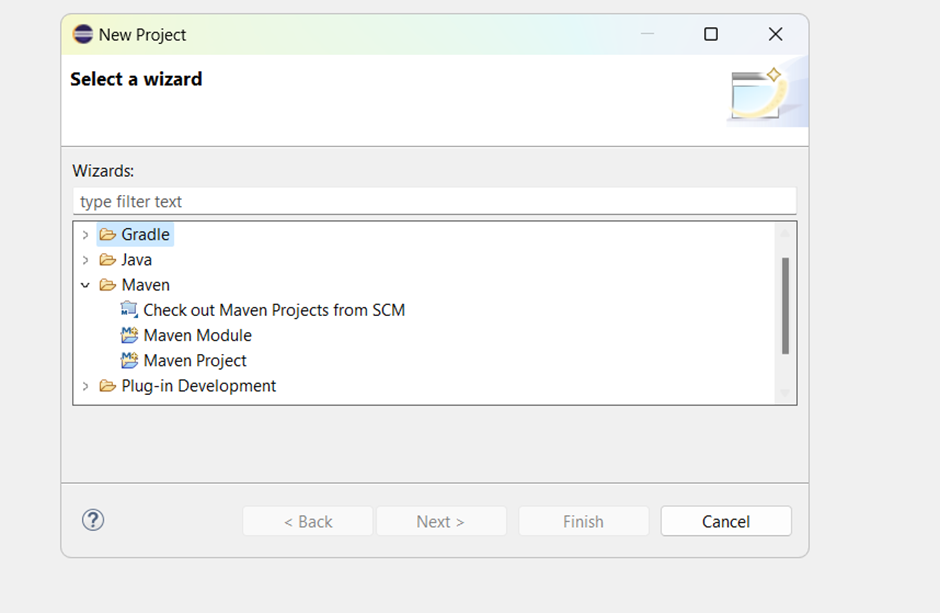 New Project
Select a wizard
Wizards:
type filter text
Gradle
Java
Maven
Check out Maven Projects from SCM
Maven Module
Maven Project
Plug-in Development
? < Back Next > Finish Cancel